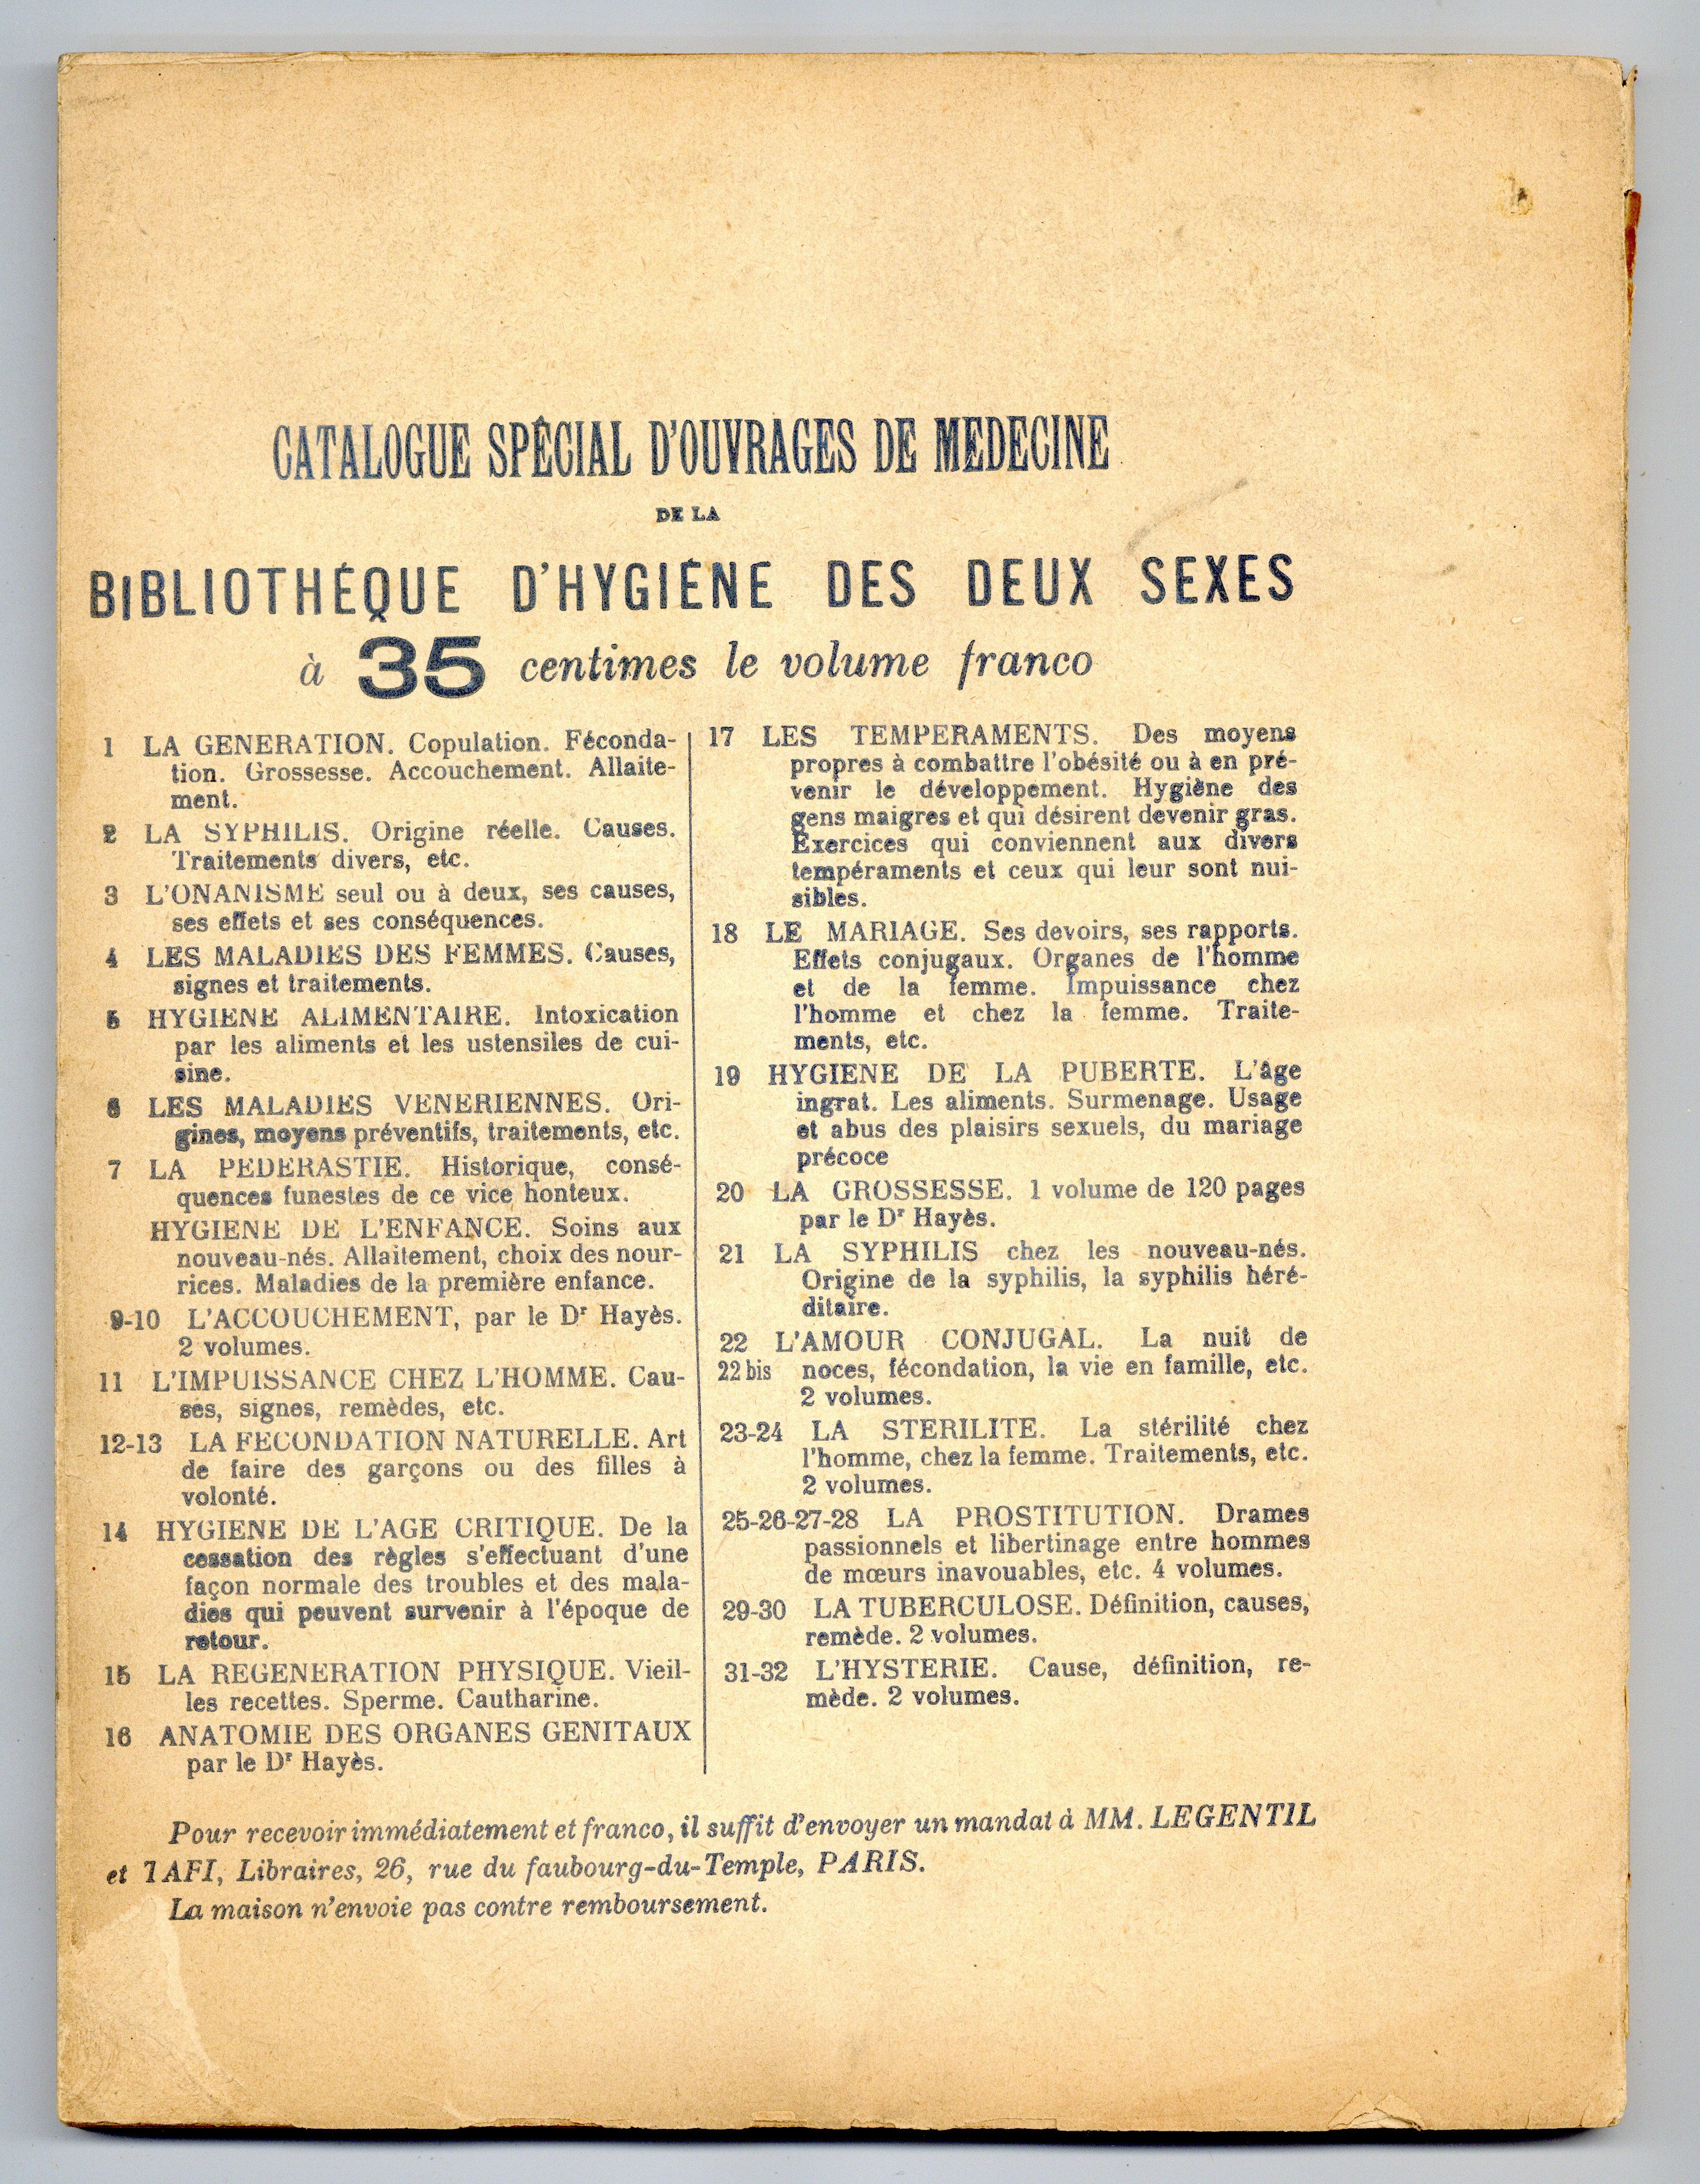 CATALOGUE SPÉCIAL D'OUVRAGES DE MEDECINE
DE LA
BIBLIOTHÉQUE D'HYGIÉNE DES DEUX SEXES
à 35 centimes le volume franco
1 LA GENERATION. Copulation. Féconda-
tion. Grossesse. Accouchement. Allaite-
ment.
2 LA SYPHILIS. Origine réelle. Causes.
Traitements divers, etc.
3 L'ONANISME seul ou à deux, ses causes,
ses effets et ses conséquences.
4 LES MALADIES DES FEMMES. Causes,
signes et traitements.
5 HYGIENE ALIMENTAIRE. Intoxication
par les aliments et les ustensiles de cui-
sine.
6 LES MALADIES VENERIENNES. Ori-
gines, moyens préventifs, traitements, etc.
7 LA PEDERASTIE. Historique, consé-
quences funestes de ce vice honteux.
HYGIENE DE L'ENFANCE. Soins aux
nouveau-nés. Allaitement, choix des nour-
rices. Maladies de la première enfance.
9-10 L'ACCOUCHEMENT, par le Dr Hayès.
2 volumes.
11 L'IMPUISSANCE CHEZ L'HOMME. Cau-
ses, signes, remèdes, etc.
12-13 LA FECONDATION NATURELLE. Art
de faire des garçons ou des filles à
volonté.
14 HYGIENE DE L'AGE CRITIQUE. De la
cessation des règles s'effectuant d'une
façon normale des troubles et des mala-
dies qui peuvent survenir à l'époque de
retour.
15 LA REGENERATION PHYSIQUE. Vieil-
les recettes. Sperme. Cautharine.
16 ANATOMIE DES ORGANES GENITAUX
par le Dr Hayès.
17 LES TEMPERAMENTS. Des moyens
propres à combattre l'obésité ou à en pré-
venir le développement. Hygiène des
gens maigres et qui désirent devenir gras.
Exercices qui conviennent aux divers
tempéraments et ceux qui leur sont nui-
sibles.
18 LE MARIAGE. Ses devoirs, ses rapports.
Effets conjugaux. Organes de l'homme
et de la femme. Impuissance chez
l'homme et chez la femme. Traite-
ments, etc.
19 HYGIENE DE LA PUBERTE. L'âge
ingrat. Les aliments. Surmenage. Usage
et abus des plaisirs sexuels, du mariage
précoce
20 LA GROSSESSE. 1 volume de 120 pages
par le Dr Hayès.
21 LA SYPHILIS chez les nouveau-nés.
Origine de la syphilis, la syphilis héré-
ditaire.
22 L'AMOUR CONJUGAL. La nuit de
22 bis noces, fécondation, la vie en famille, etc.
2 volumes.
23-24 LA STERILITE. La stérilité chez
l'homme, chez la femme. Traitements, etc.
2 volumes.
25-26-27-28 LA PROSTITUTION. Drames
passionnels et libertinage entre hommes
de mœurs inavouables, etc. 4 volumes.
29-30 LA TUBERCULOSE. Définition, causes,
remède. 2 volumes.
31-32 L'HYSTERIE. Cause, définition, re-
mède. 2 volumes.
Pour recevoir immédiatement et franco, il suffit d'envoyer un mandat à MM. LEGENTIL
et TAFI, Libraires, 26, rue du faubourg-du-Temple, PARIS.
La maison n'envoie pas contre remboursement.